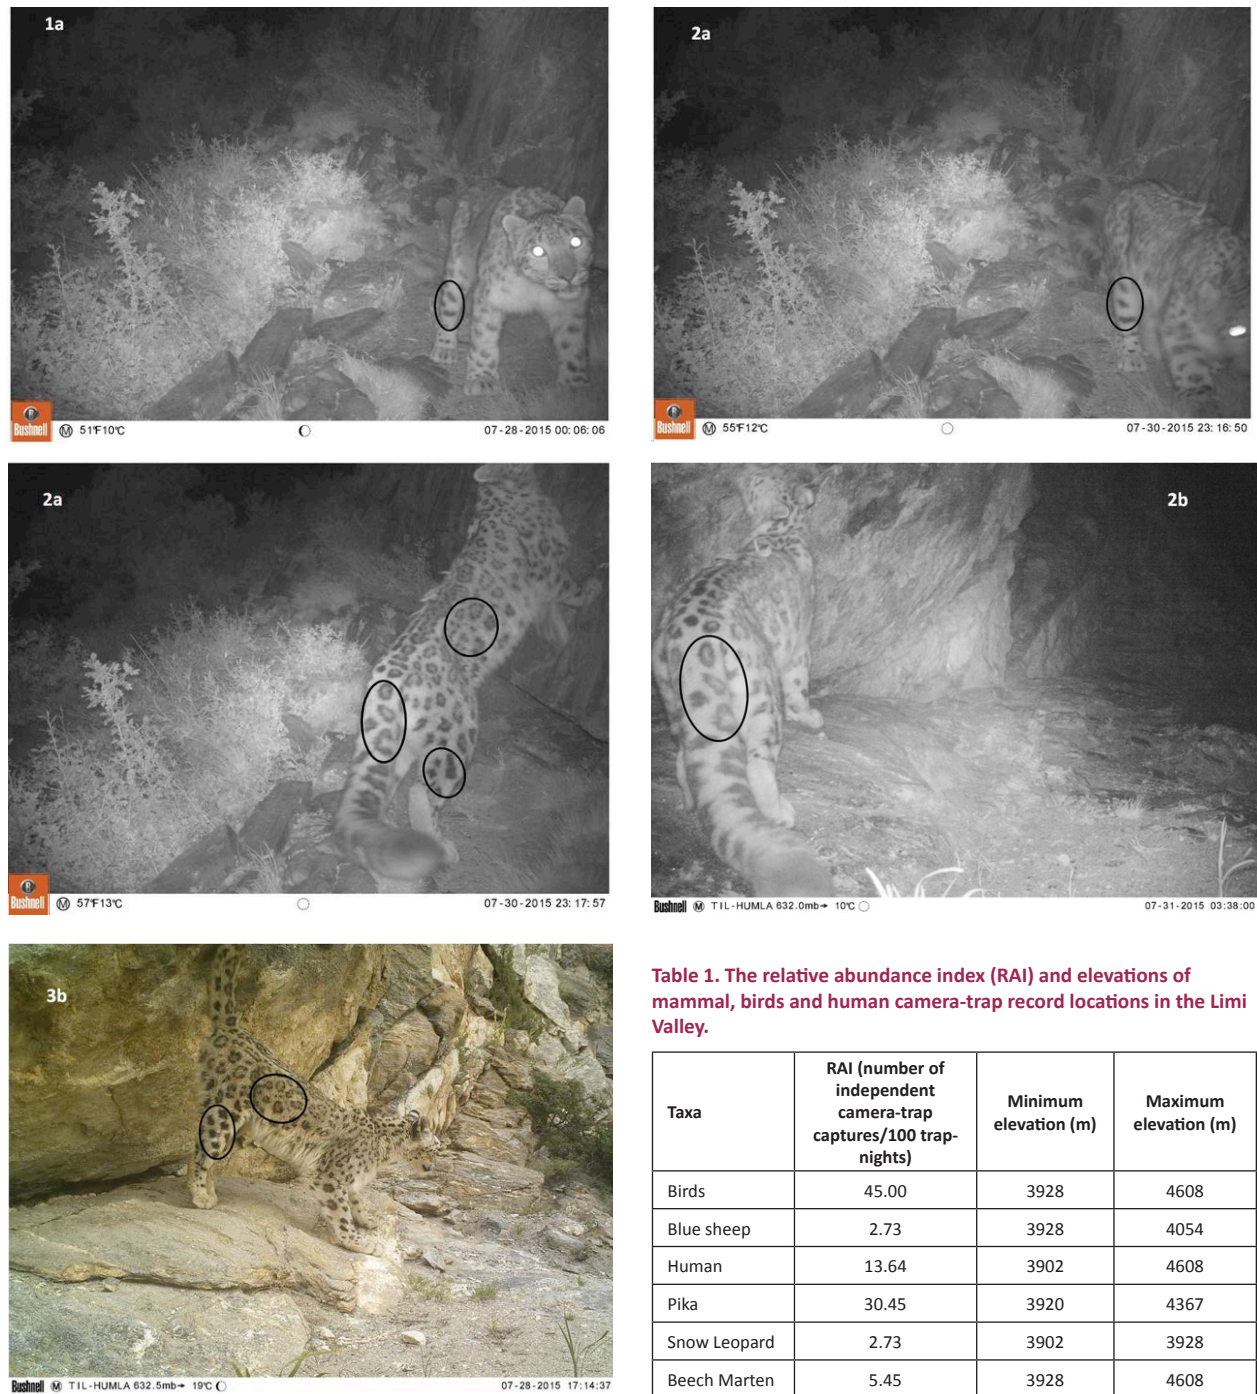 1a
Bushnell Ⓜ 51°F10°C 07-28-2015 00:06:06
2a
Bushnell Ⓜ 55°F12°C 07-30-2015 23:16:50
2a
Bushnell Ⓜ 57°F13°C 07-30-2015 23:17:57
2b
Bushnell Ⓜ TIL-HUMLA 632.0mb→ 10°C 07-31-2015 03:38:00
3b
Bushnell Ⓜ TIL-HUMLA 632.5mb→ 19°C 07-28-2015 17:14:37
Table 1. The relative abundance index (RAI) and elevations of
mammal, birds and human camera-trap record locations in the Limi
Valley.
Taxa
RAI (number of
independent
camera-trap
captures/100 trap-
nights)
Minimum
elevation (m)
Maximum
elevation (m)
Birds 45.00 3928 4608
Blue sheep 2.73 3928 4054
Human 13.64 3902 4608
Pika 30.45 3920 4367
Snow Leopard 2.73 3902 3928
Beech Marten 5.45 3928 4608